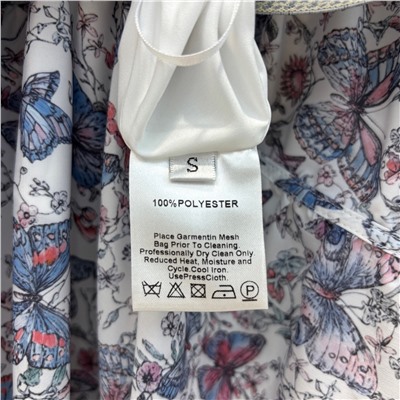 S
100%POLYESTER
Place Garmentin Mesh
Bag Prior To Cleaning.
Professionally Dry Clean Only
Reduced Heat, Moisture and
Cycle.Cool Iron.
UsePressCloth.
P